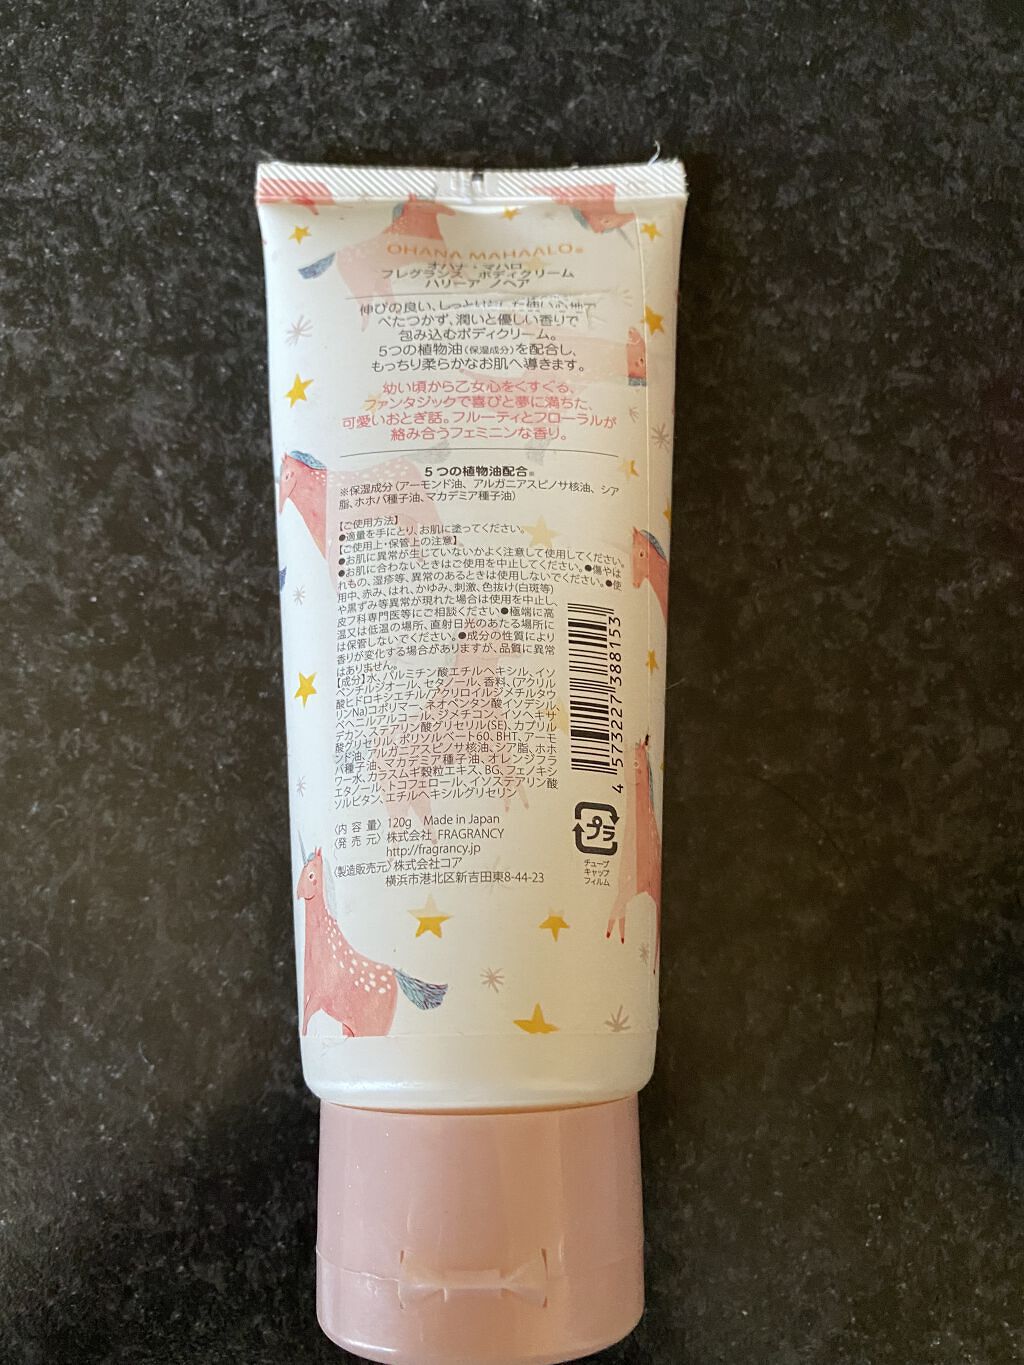 OHANA MAHAALO®
オハナ・マハロ
フレグランス ボディクリーム
ハリーア ノヘア
伸びの良い、しっとりとした使い心地で
べたつかず、潤いと優しい香りで
包み込むボディクリーム。
5つの植物油(保湿成分)を配合し、
もっちり柔らかなお肌へ導きます。
幼い頃から乙女心をくすぐる、
ファンタジックで喜びと夢に満ちた、
可愛いおとぎ話。フルーティとフローラルが
絡み合うフェミニンな香り。
5つの植物油配合※
※保湿成分(アーモンド油、アルガニアスピノサ核油、シア
脂、ホホバ種子油、マカデミア種子油)
【ご使用方法】
●適量を手にとり、お肌に塗ってください。
【ご使用上・保管上の注意】
●お肌に異常が生じていないかよく注意して使用してください。
●お肌に合わないときはご使用を中止してください。●傷やは
れもの、湿疹等、異常のあるときは使用しないでください。●使
用中、赤み、はれ、かゆみ、刺激、色抜け(白斑等)
や黒ずみ等異常が現れた場合は使用を中止し、
皮フ科専門医等にご相談ください●極端に高
温又は低温の場所、直射日光のあたる場所に
は保管しないでください。●成分の性質により
香りが変化する場合がありますが、品質に異常
はありません。
【成分】水、パルミチン酸エチルヘキシル、イソ
ペンチルジオール、セタノール、香料、(アクリル
酸ヒドロキシエチル/アクリロイルジメチルタウ
リンNa)コポリマー、ネオペンタン酸イソデシル、
ベヘニルアルコール、ジメチコン、イソヘキサ
デカン、ステアリン酸グリセリル(SE)、カプリル
酸グリセリル、ポリソルベート60、BHT、アーモ
ンド油、アルガニアスピノサ核油、シア脂、ホホ
バ種子油、マカデミア種子油、オレンジフラ
ワー水、カラスムギ穀粒エキス、BG、フェノキシ
エタノール、トコフェロール、イソステアリン酸
ソルビタン、エチルヘキシルグリセリン
〈内 容 量〉120g Made in Japan
〈発 売 元〉株式会社 FRAGRANCY
http://fragrancy.jp
〈製造販売元〉株式会社コア
横浜市港北区新吉田東8-44-23
4 573227 388153
プラ
チューブ
キャップ
フィルム